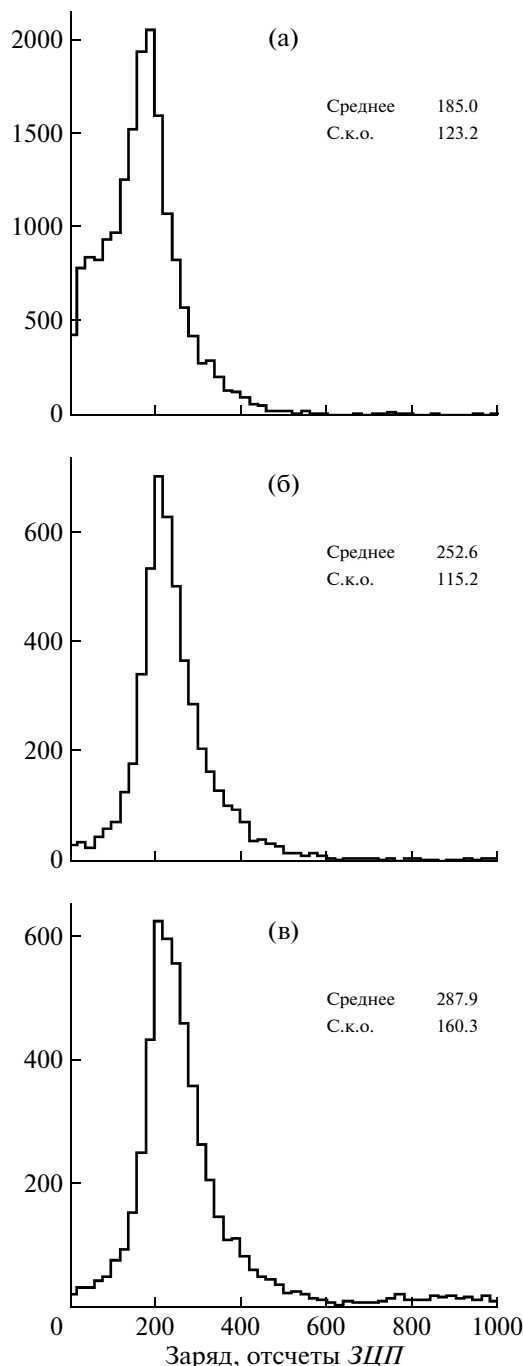 (а)
2000
1500
1000
500
0
Среднее 185.0
С.к.о. 123.2
(б)
600
400
200
0
Среднее 252.6
С.к.о. 115.2
(в)
600
400
200
Среднее 287.9
С.к.о. 160.3
0 200 400 600 800 1000
Заряд, отсчеты ЗЦП